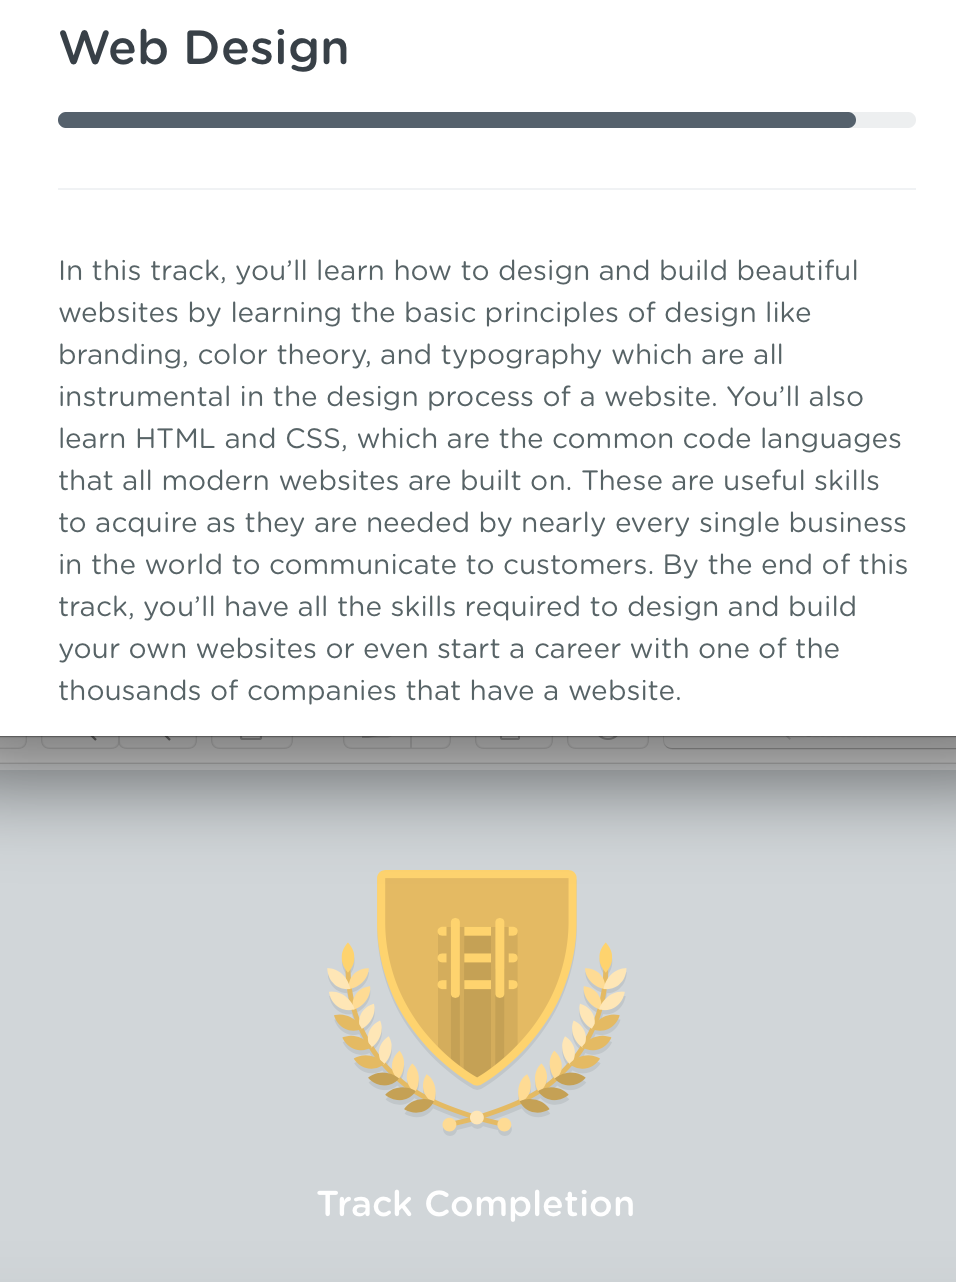 Web Design
In this track, you’ll learn how to design and build beautiful
websites by learning the basic principles of design like
branding, color theory, and typography which are all
instrumental in the design process of a website. You’ll also
learn HTML and CSS, which are the common code languages
that all modern websites are built on. These are useful skills
to acquire as they are needed by nearly every single business
in the world to communicate to customers. By the end of this
track, you’ll have all the skills required to design and build
your own websites or even start a career with one of the
thousands of companies that have a website.
Track Completion